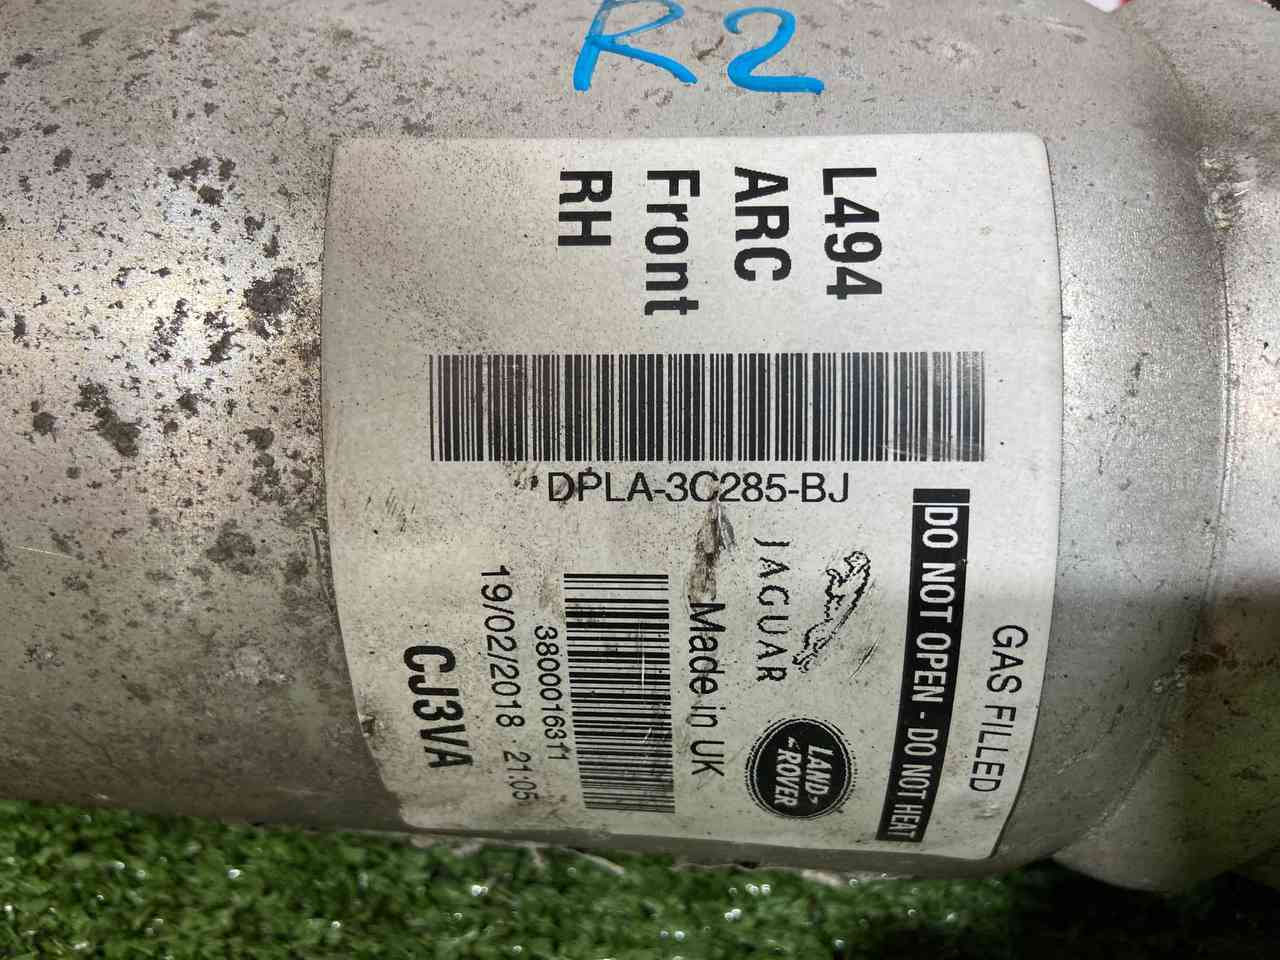 R2
L494
ARC
Front
RH
DPLA-3C285-BJ
GAS FILLED
DO NOT OPEN - DO NOT HEAT
JAGUAR
LAND
ROVER
Made in UK
3800016311
19/02/2018 21:05
CJ3VA